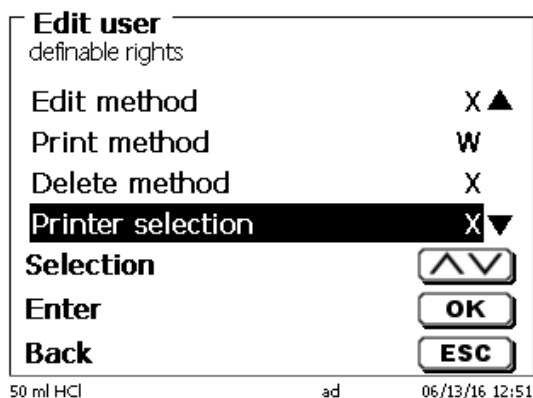 Edit user
definable rights
Edit method X
Print method W
Delete method X
Printer selection X
Selection
Enter OK
Back ESC
50 ml HCl ad 06/13/16 12:51